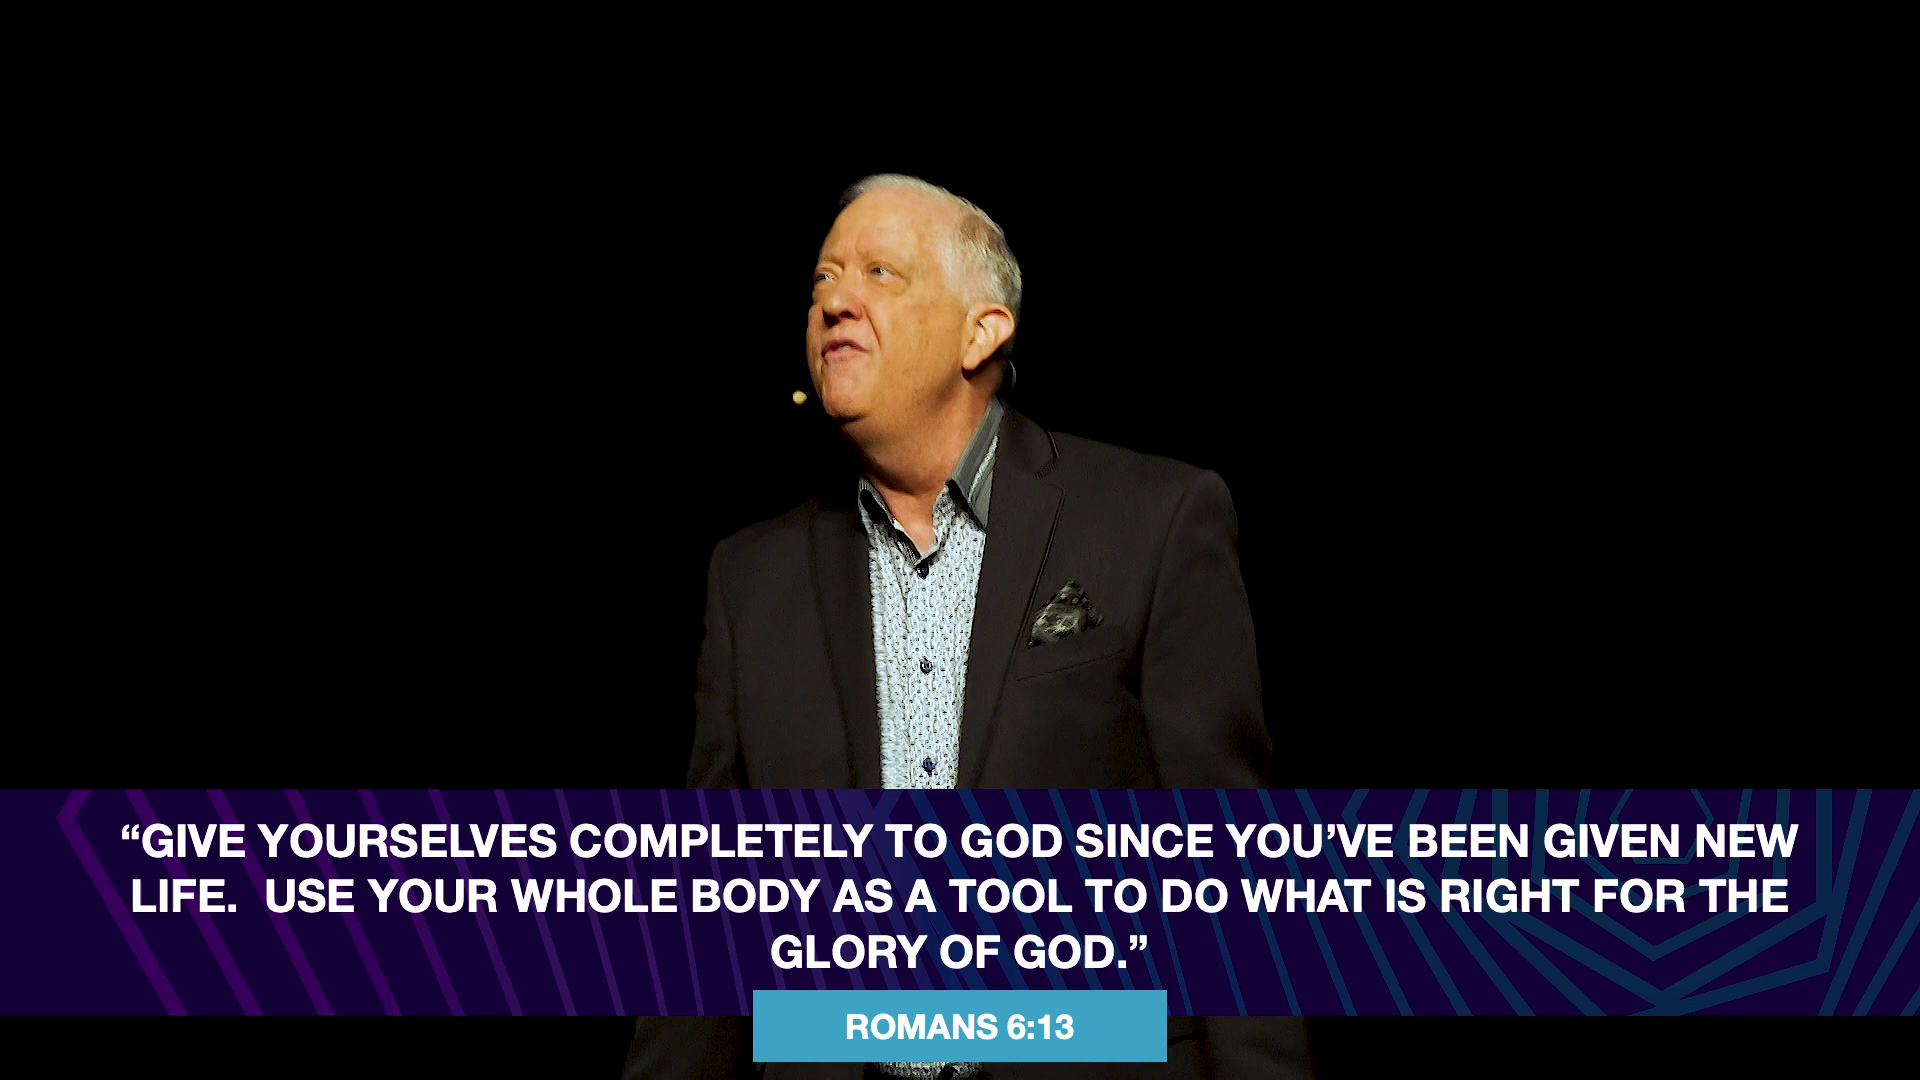 “GIVE YOURSELVES COMPLETELY TO GOD SINCE YOU’VE BEEN GIVEN NEW
LIFE.  USE YOUR WHOLE BODY AS A TOOL TO DO WHAT IS RIGHT FOR THE
GLORY OF GOD.”
ROMANS 6:13